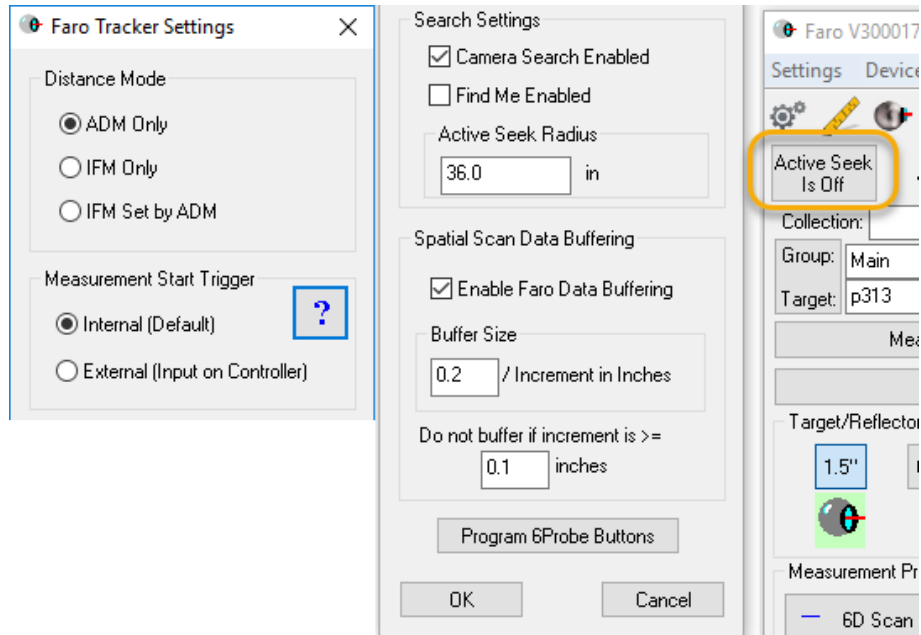 Faro Tracker Settings
Distance Mode
ADM Only
IFM Only
IFM Set by ADM
Measurement Start Trigger
?
Internal (Default)
External (Input on Controller)
Search Settings
Camera Search Enabled
Find Me Enabled
Active Seek Radius
36.0 in
Spatial Scan Data Buffering
Enable Faro Data Buffering
Buffer Size
0.2 / Increment in Inches
Do not buffer if increment is >=
0.1 inches
Program 6Probe Buttons
OK Cancel
Faro V300017
Settings Device
Active Seek
Is Off
Collection:
Group: Main
Target: p313
Mea
Target/Reflector
1.5"
Measurement Pr
6D Scan